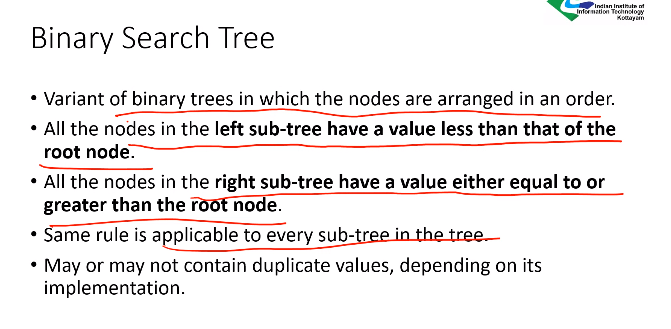 Indian Institute of
Information Technology
Kottayam
Binary Search Tree
• Variant of binary trees in which the nodes are arranged in an order.
• All the nodes in the left sub-tree have a value less than that of the
root node.
• All the nodes in the right sub-tree have a value either equal to or
greater than the root node.
• Same rule is applicable to every sub-tree in the tree.
• May or may not contain duplicate values, depending on its
implementation.